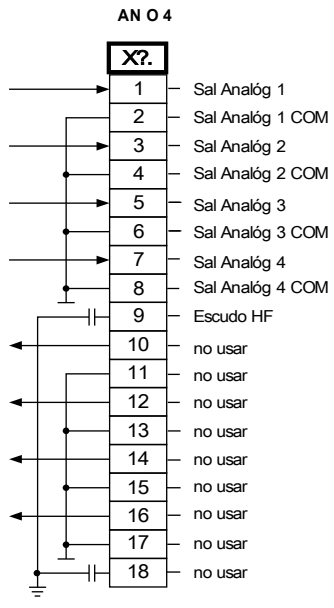 AN O 4
X?.
1 Sal Analóg 1
2 Sal Analóg 1 COM
3 Sal Analóg 2
4 Sal Analóg 2 COM
5 Sal Analóg 3
6 Sal Analóg 3 COM
7 Sal Analóg 4
8 Sal Analóg 4 COM
9 Escudo HF
10 no usar
11 no usar
12 no usar
13 no usar
14 no usar
15 no usar
16 no usar
17 no usar
18 no usar